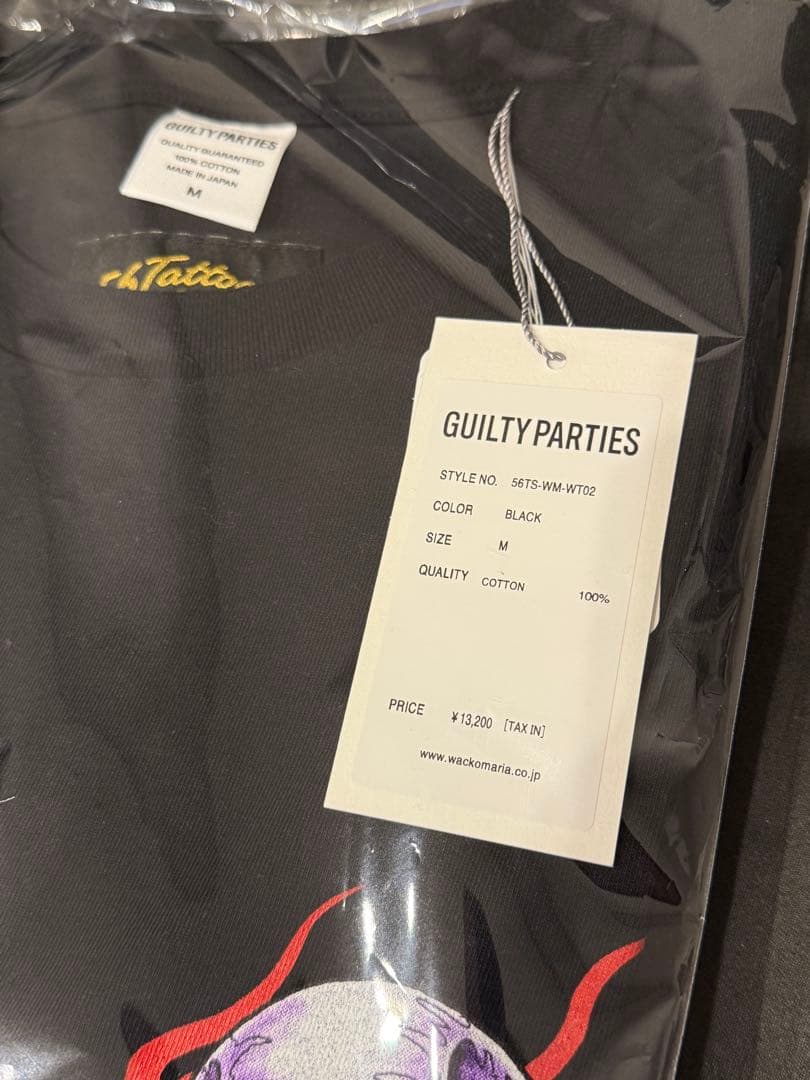 GUILTY PARTIES
QUALITY GUARANTEED
100% COTTON
MADE IN JAPAN
M
GUILTY PARTIES
STYLE NO. 56TS-WM-WT02
COLOR BLACK
SIZE M
QUALITY COTTON 100%
PRICE ¥13,200 [TAX IN]
www.wackomaria.co.jp